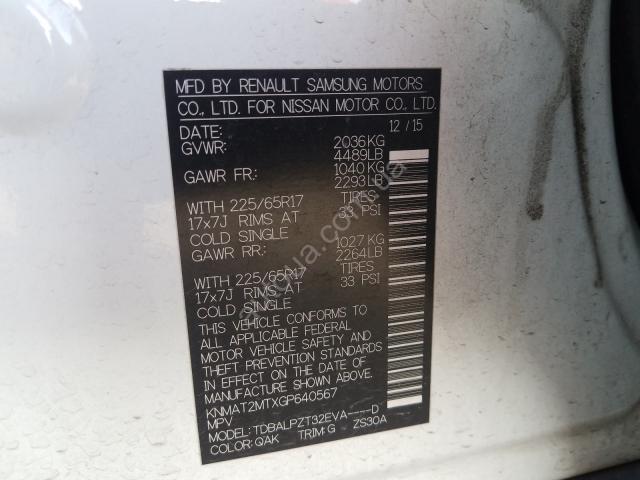 MFD BY RENAULT SAMSUNG MOTORS
CO., LTD. FOR NISSAN MOTOR CO., LTD.
DATE: 12 / 15
GVWR: 2036KG
4489LB
GAWR FR: 1040 KG
2293LB
WITH 225/65R17 TIRES
17x7J RIMS AT 33 PSI
COLD SINGLE
GAWR RR: 1027 KG
2264LB
WITH 225/65R17 TIRES
17x7J RIMS AT 33 PSI
COLD SINGLE
THIS VEHICLE CONFORMS TO
ALL APPLICABLE FEDERAL
MOTOR VEHICLE SAFETY AND
THEFT PREVENTION STANDARDS
IN EFFECT ON THE DATE OF
MANUFACTURE SHOWN ABOVE.
KNMAT2MTXGP640567
MPV
MODEL: TDBALPZT32EVA----D
COLOR: QAK TRIM:G ZS30A